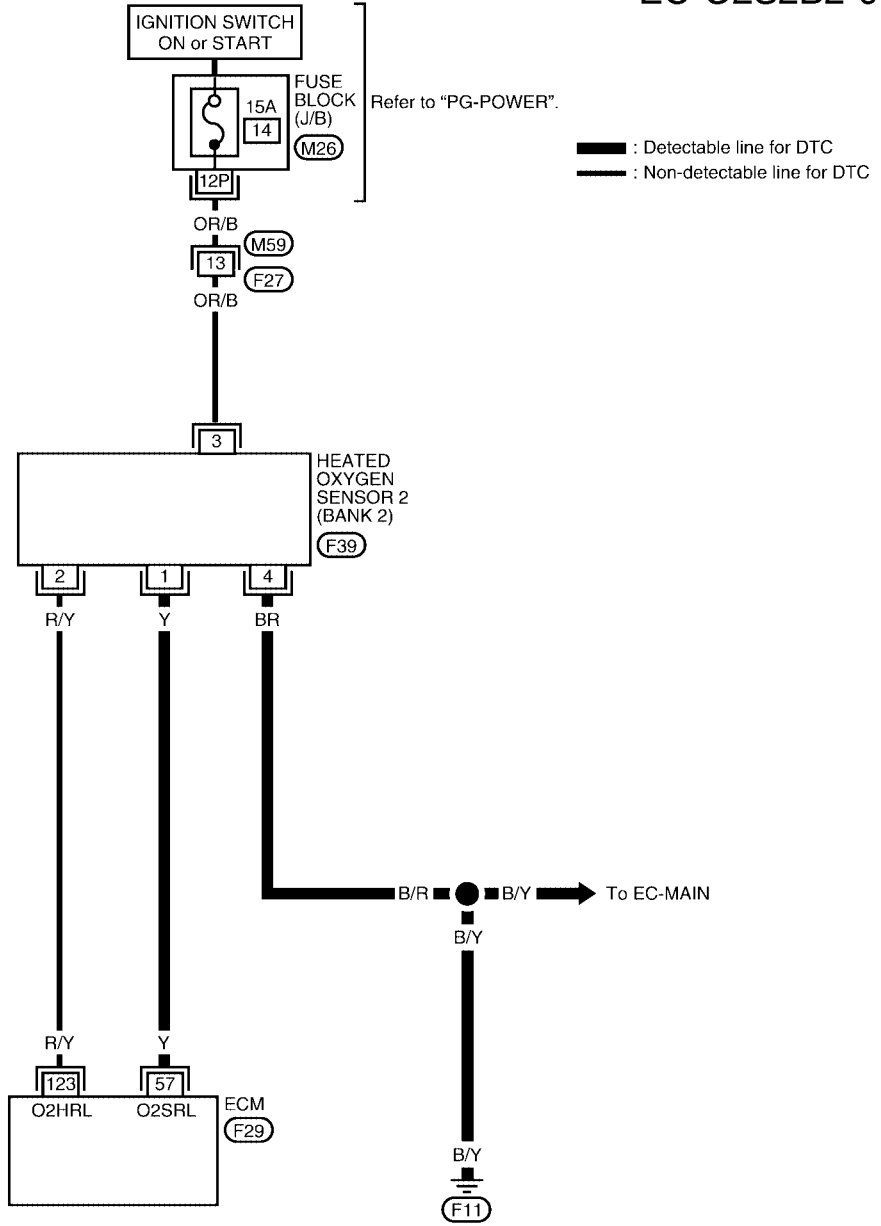 IGNITION SWITCH
ON or START
FUSE
BLOCK
(J/B)
15A
14
M26
Refer to “PG-POWER”.
12P
: Detectable line for DTC
: Non-detectable line for DTC
OR/B
M59
13
F27
OR/B
3
HEATED
OXYGEN
SENSOR 2
(BANK 2)
F39
2 1 4
R/Y Y BR
B/R B/Y To EC-MAIN
B/Y
R/Y Y
123 57
O2HRL O2SRL
ECM
F29
B/Y
F11